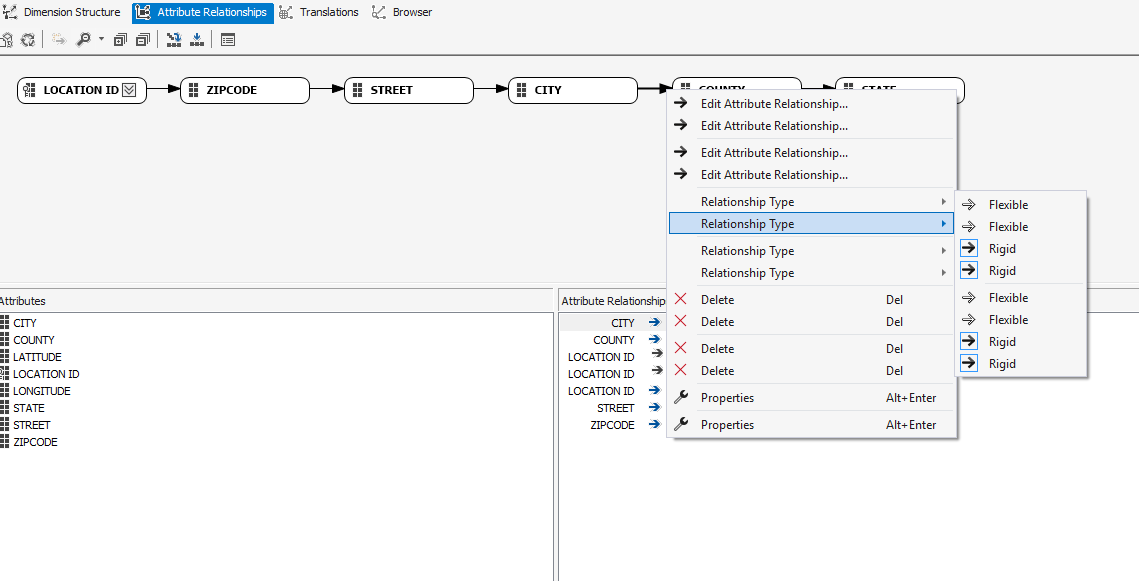 Dimension Structure Attribute Relationships Translations Browser
LOCATION ID ZIPCODE STREET CITY COUNTY STATE
Edit Attribute Relationship...
Edit Attribute Relationship...
Edit Attribute Relationship...
Edit Attribute Relationship...
Relationship Type
Relationship Type
Relationship Type
Relationship Type
Delete Del
Delete Del
Delete Del
Delete Del
Properties Alt+Enter
Properties Alt+Enter
Flexible
Flexible
Rigid
Rigid
Flexible
Flexible
Rigid
Rigid
Attributes
CITY
COUNTY
LATITUDE
LOCATION ID
LONGITUDE
STATE
STREET
ZIPCODE
Attribute Relationship
CITY
COUNTY
LOCATION ID
LOCATION ID
LOCATION ID
STREET
ZIPCODE